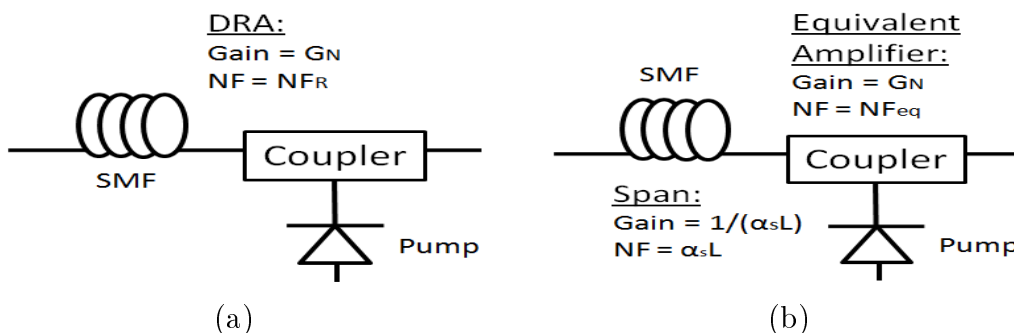 DRA:
Gain = GN
NF = NFR
SMF
Coupler
Pump
(a)
Equivalent
Amplifier:
Gain = GN
NF = NFeq
SMF
Coupler
Span:
Gain = 1/(αsL)
NF = αsL
Pump
(b)